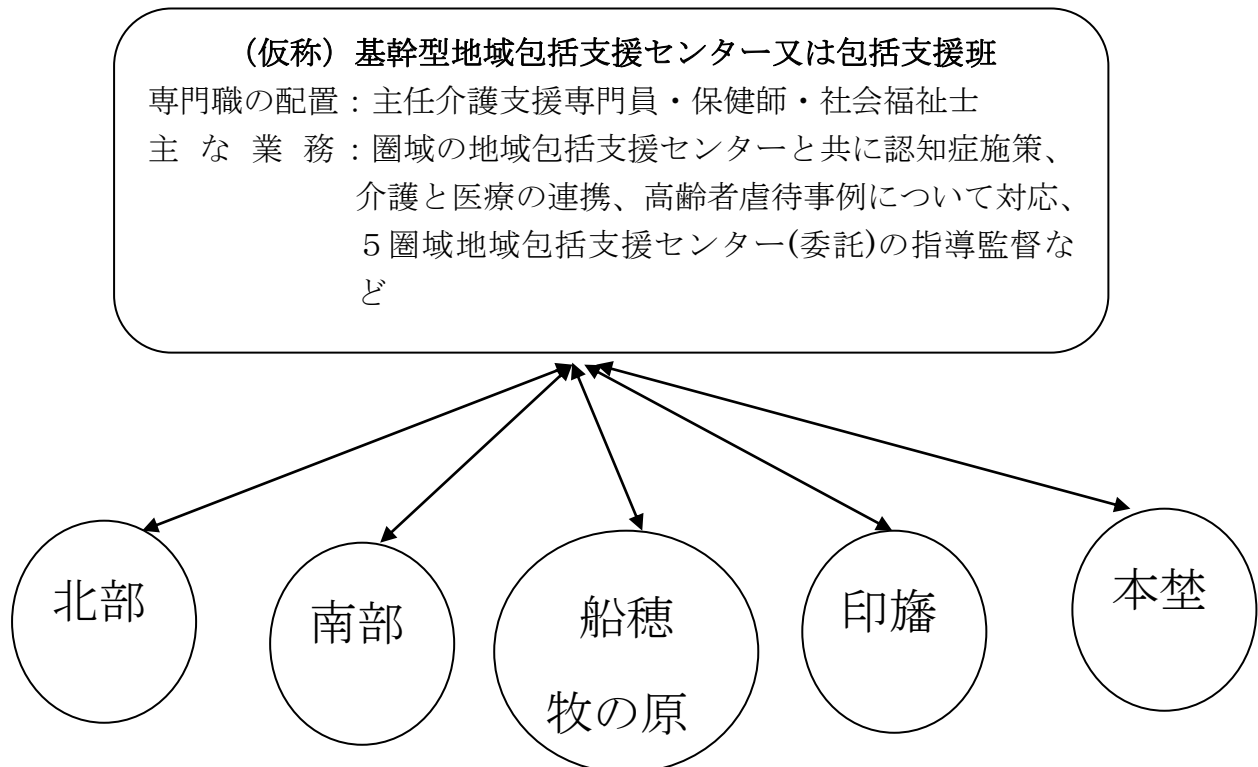 （仮称）基幹型地域包括支援センター又は包括支援班
専門職の配置：主任介護支援専門員・保健師・社会福祉士
主な業務：圏域の地域包括支援センターと共に認知症施策、
介護と医療の連携、高齢者虐待事例について対応、
５圏域地域包括支援センター(委託)の指導監督な
ど
北部
南部
船穂
牧の原
印旛
本埜